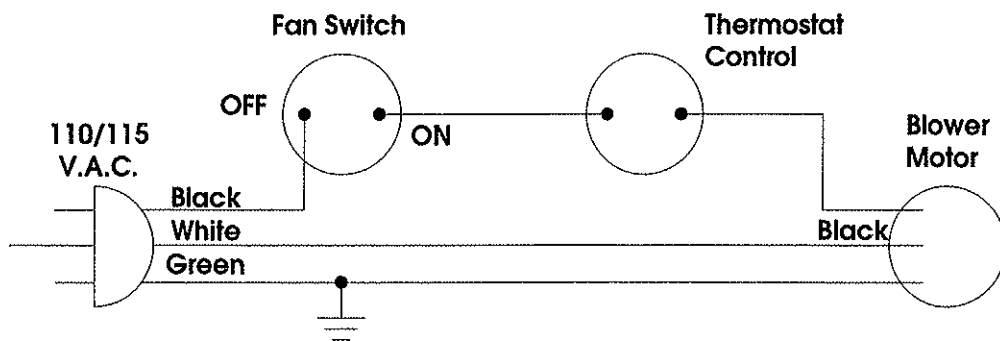 Fan Switch
Thermostat
Control
OFF
ON
110/115
V.A.C.
Blower
Motor
Black
White
Black
Green